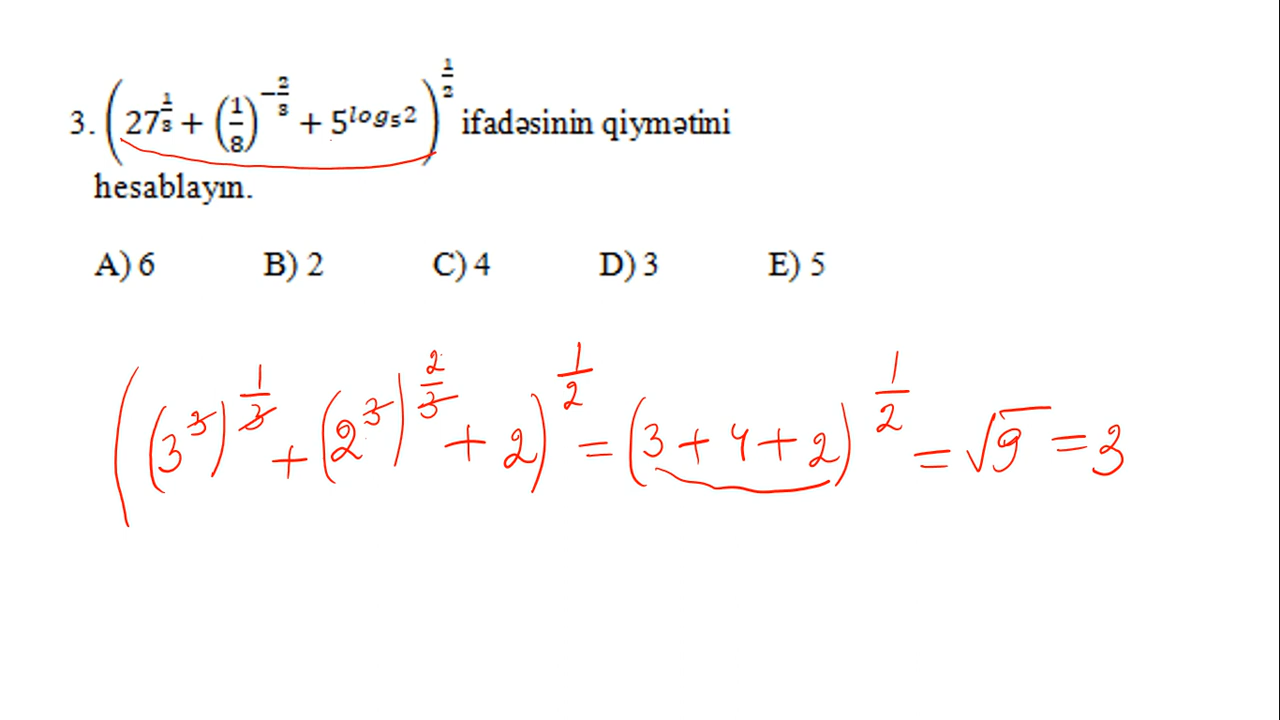 3. (27^{1/3} + (1/8)^{-2/3} + 5^{log_5 2})^{1/2} ifadəsinin qiymətini
hesablayın.
A) 6 B) 2 C) 4 D) 3 E) 5
((3^3)^{1/3} + (2^3)^{2/3} + 2)^{1/2} = (3 + 4 + 2)^{1/2} = √9 = 3